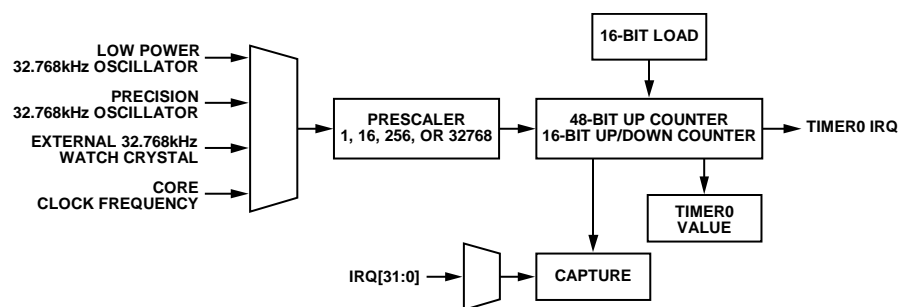 LOW POWER
32.768kHz OSCILLATOR
PRECISION
32.768kHz OSCILLATOR
EXTERNAL 32.768kHz
WATCH CRYSTAL
CORE
CLOCK FREQUENCY
PRESCALER
1, 16, 256, OR 32768
16-BIT LOAD
48-BIT UP COUNTER
16-BIT UP/DOWN COUNTER
TIMER0 IRQ
TIMER0
VALUE
IRQ[31:0]
CAPTURE